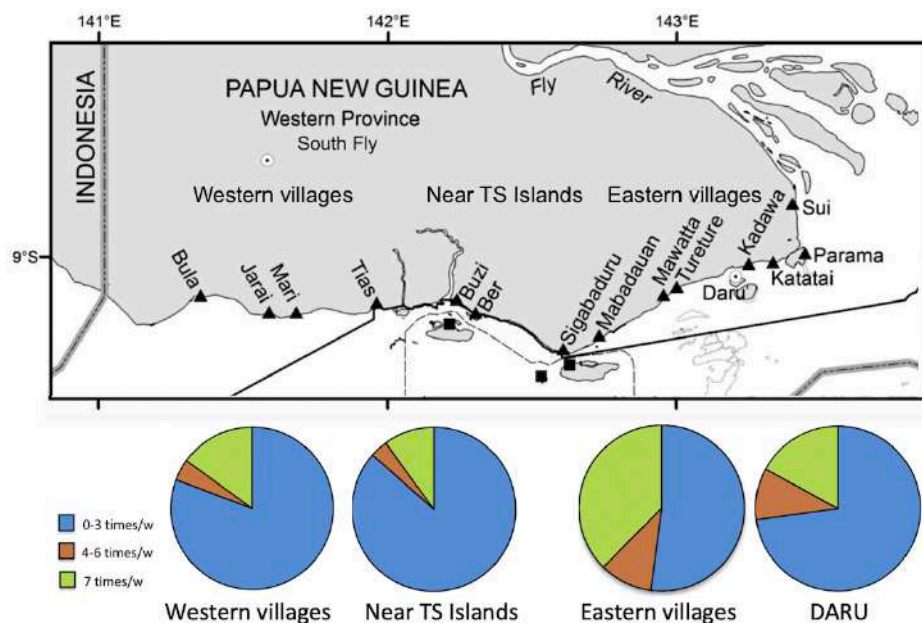 141°E 142°E 143°E
PAPUA NEW GUINEA
Western Province
South Fly
Fly River
INDONESIA
Western villages Near TS Islands Eastern villages
9°S
Bula
Jarai
Mari
Tias
Buzi
Ber
Sigabaduru
Mabadauan
Mawatta
Tureture
Kadawa
Daru
Sui
Parama
Katatai
0-3 times/w
4-6 times/w
7 times/w
Western villages Near TS Islands Eastern villages DARU